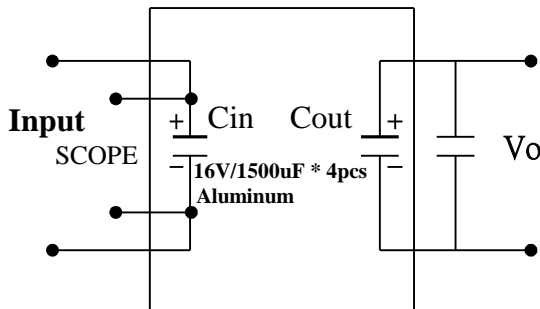 Input
SCOPE
+ Cin
− 16V/1500uF * 4pcs
Aluminum
Cout +
−
Vo